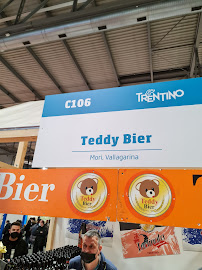 C106
TRENTINO
Teddy Bier
Mori, Vallagarina
Bier
Teddy
Bier
Teddy
Bier
T